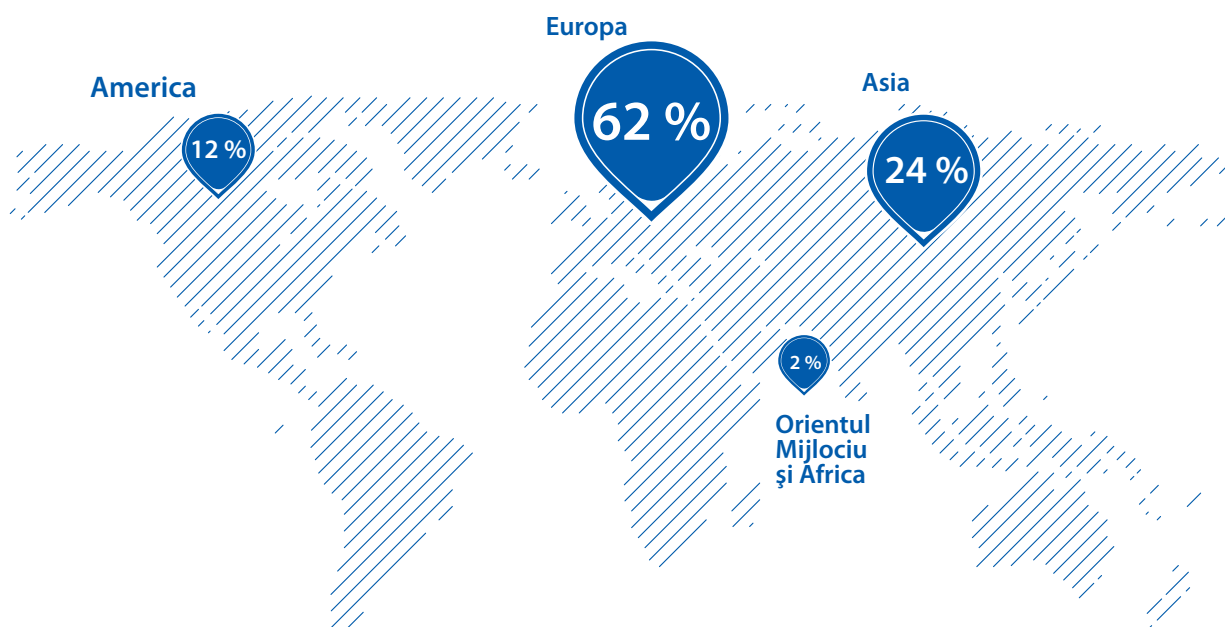 Europa
62 %
America
12 %
Asia
24 %
2 %
Orientul
Mijlociu
şi Africa